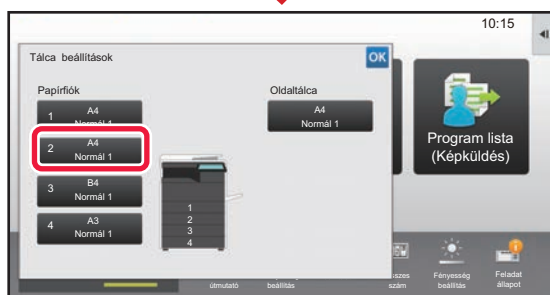 10:15
Tálca beállítások
OK
Papírfiók
Oldaltálca
1 A4
Normál 1
A4
Normál 1
2 A4
Normál 1
3 B4
Normál 1
4 A3
Normál 1
1
2
3
4
Program lista
(Képküldés)
útmutató
beállítás
szám
Fényesség
beállítás
Feladat
állapot